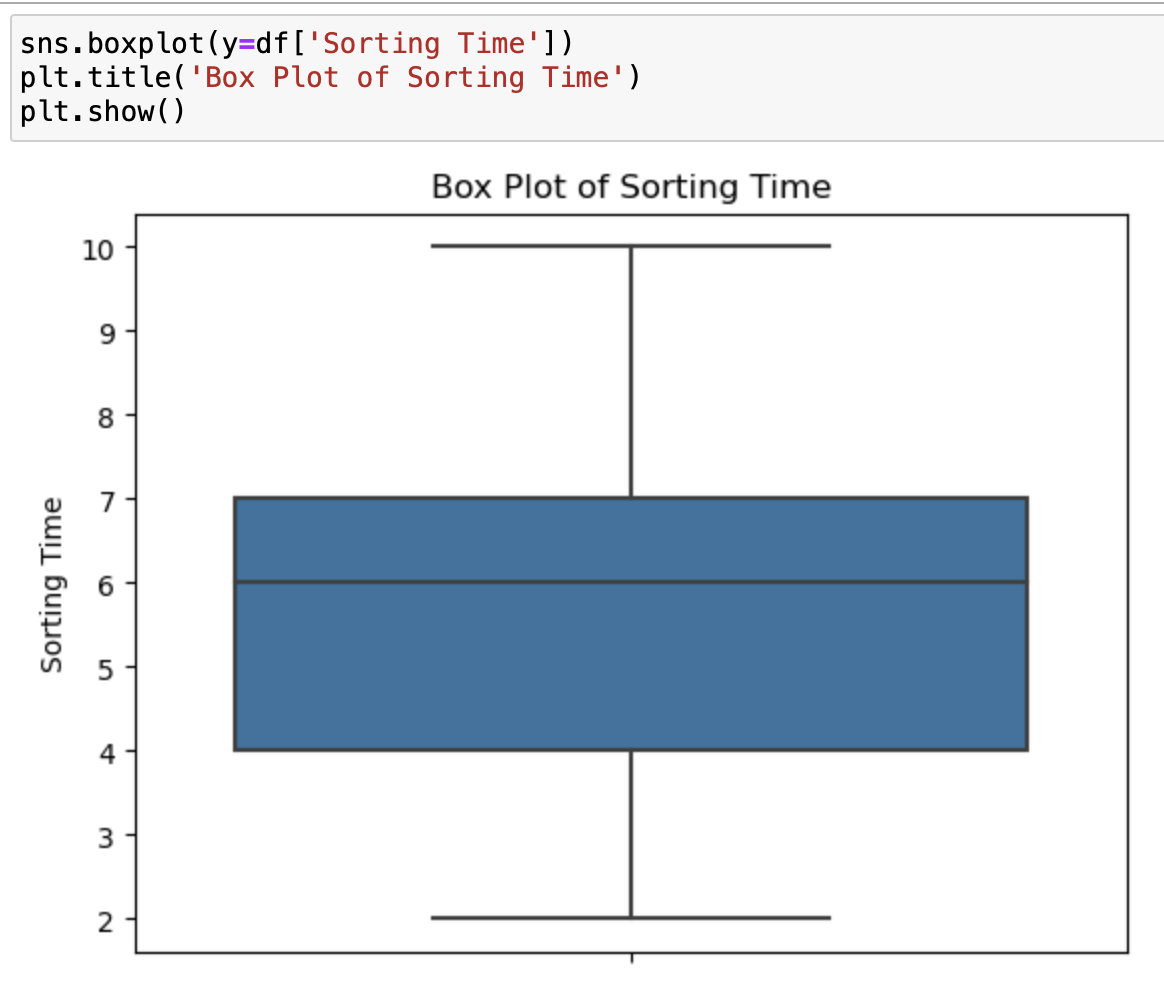 sns.boxplot(y=df['Sorting Time'])
plt.title('Box Plot of Sorting Time')
plt.show()
Box Plot of Sorting Time
10
9
8
7
6
5
4
3
2
Sorting Time